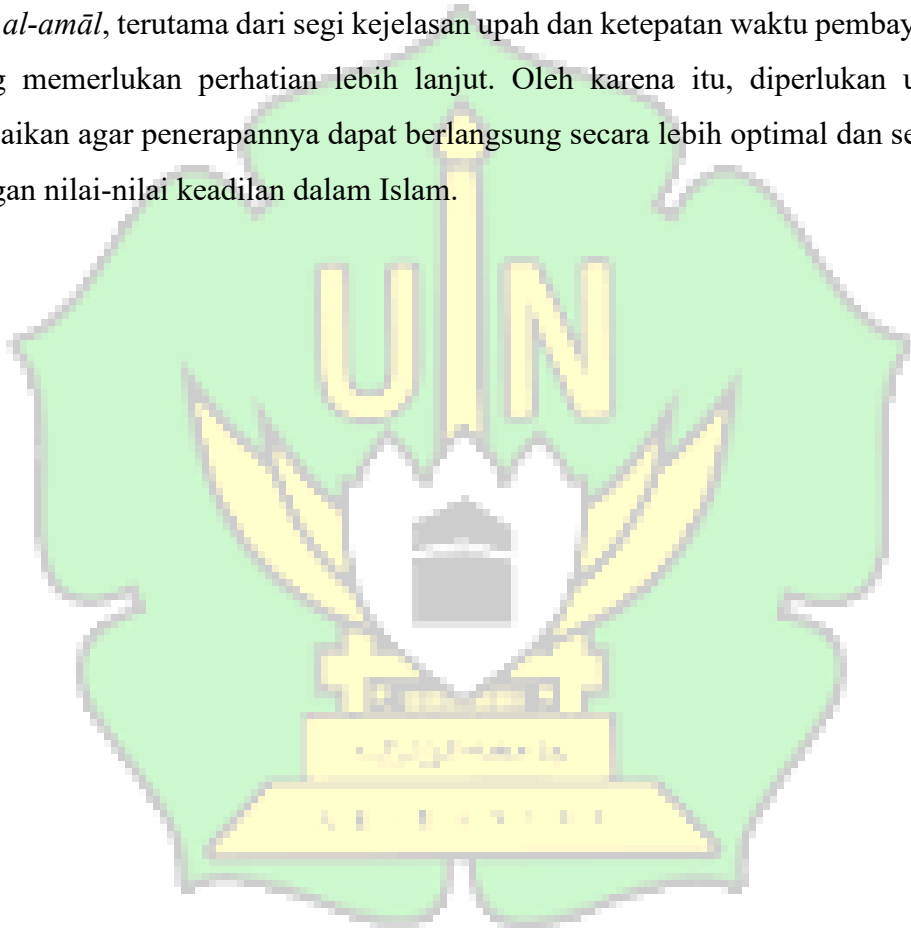 al-amāl, terutama dari segi kejelasan upah dan ketepatan waktu pembay
memerlukan perhatian lebih lanjut. Oleh karena itu, diperlukan
aikan agar penerapannya dapat berlangsung secara lebih optimal dan se
gan nilai-nilai keadilan dalam Islam.
U N